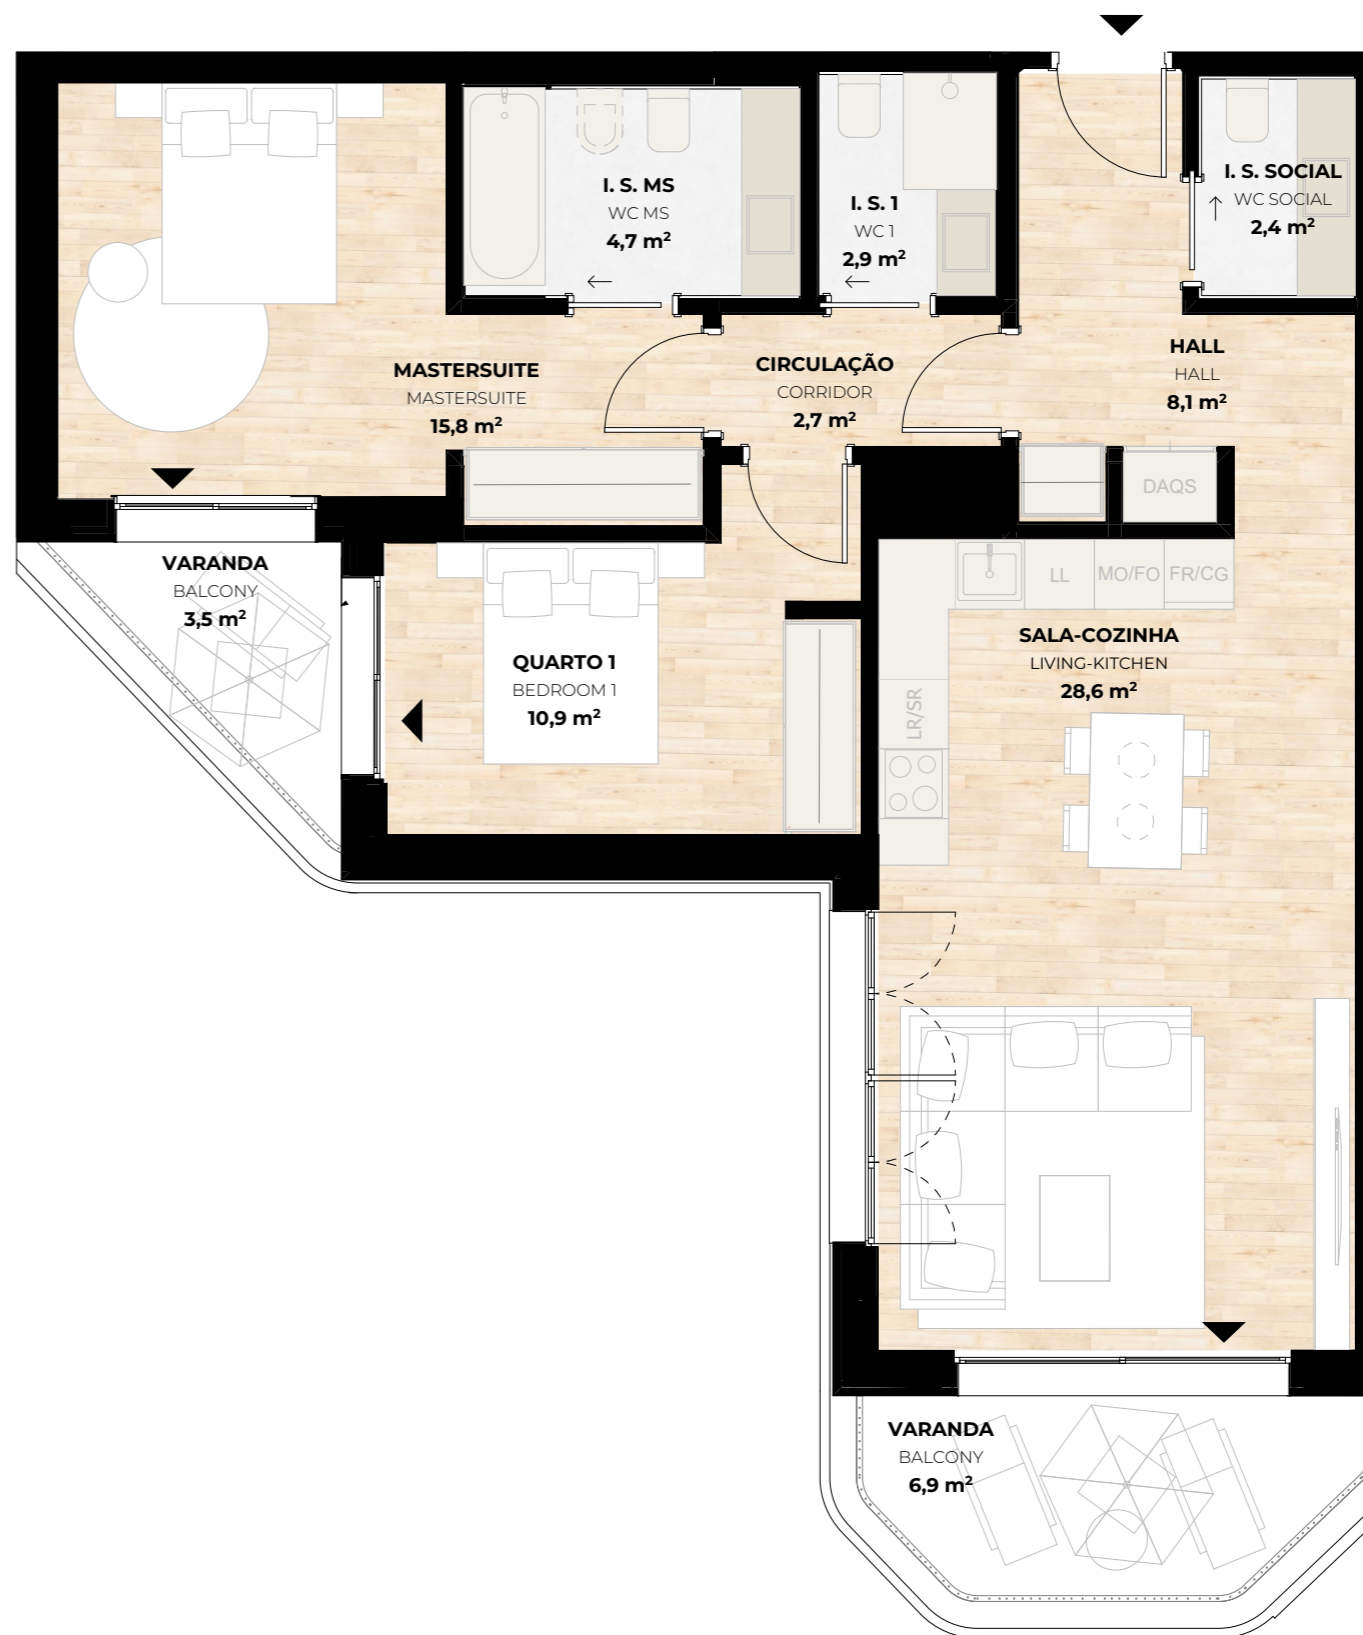 I. S. MS
WC MS
4,7 m²
I. S. 1
WC 1
2,9 m²
I. S. SOCIAL
WC SOCIAL
2,4 m²
MASTERSUITE
MASTERSUITE
15,8 m²
CIRCULAÇÃO
CORRIDOR
2,7 m²
HALL
HALL
8,1 m²
DAQS
VARANDA
BALCONY
3,5 m²
LL
MO/FO
FR/CG
QUARTO 1
BEDROOM 1
10,9 m²
SALA-COZINHA
LIVING-KITCHEN
28,6 m²
LR/SR
VARANDA
BALCONY
6,9 m²